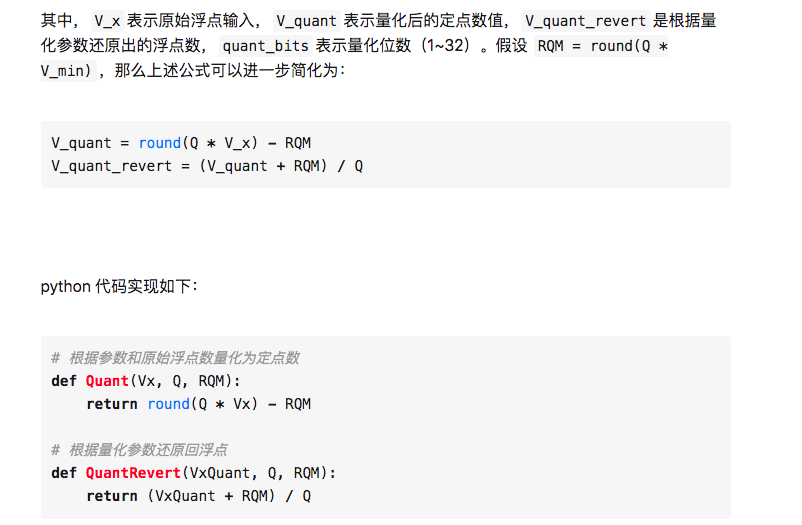 其中， V_x 表示原始浮点输入， V_quant 表示量化后的定点数值， V_quant_revert 是根据量
化参数还原出的浮点数， quant_bits 表示量化位数（1~32）。假设 RQM = round(Q *
V_min) ，那么上述公式可以进一步简化为：
V_quant = round(Q * V_x) - RQM
V_quant_revert = (V_quant + RQM) / Q
python 代码实现如下：
# 根据参数和原始浮点数量化为定点数
def Quant(Vx, Q, RQM):
    return round(Q * Vx) - RQM
# 根据量化参数还原回浮点
def QuantRevert(VxQuant, Q, RQM):
    return (VxQuant + RQM) / Q